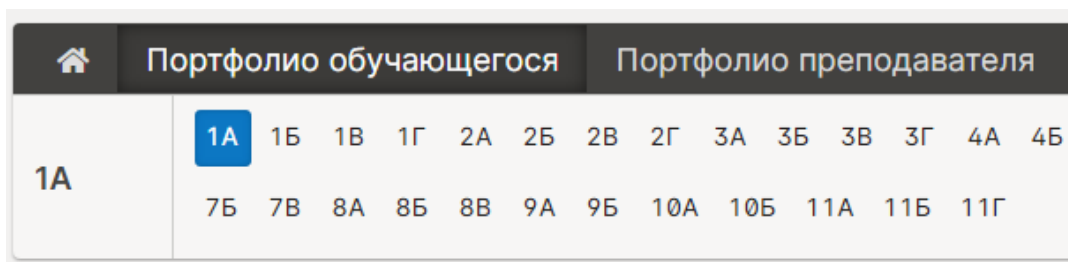 Портфолио обучающегося Портфолио преподавателя
1А
1А 1Б 1В 1Г 2А 2Б 2В 2Г 3А 3Б 3В 3Г 4А 4Б
7Б 7В 8А 8Б 8В 9А 9Б 10А 10Б 11А 11Б 11Г